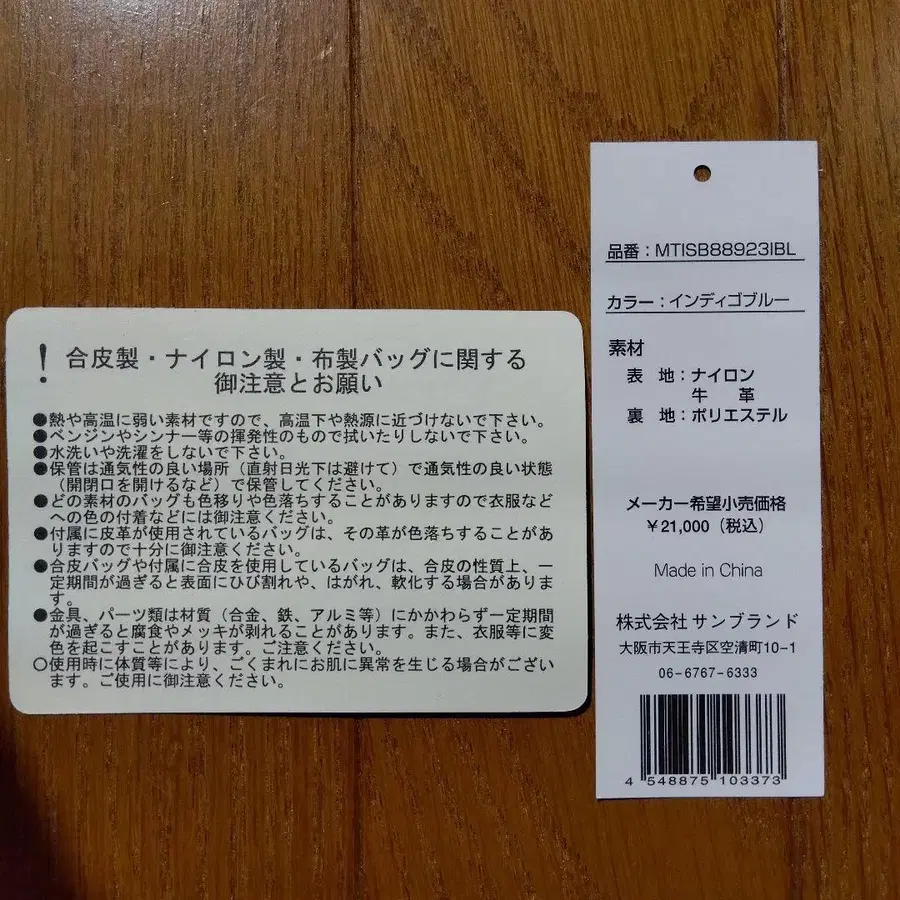 ！合皮製・ナイロン製・布製バッグに関する
御注意とお願い
●熱や高温に弱い素材ですので、高温下や熱源に近づけないで下さい。
●ベンジンやシンナー等の揮発性のもので拭いたりしないで下さい。
●水洗いや洗濯をしないで下さい。
●保管は通気性の良い場所（直射日光下は避けて）で通気性の良い状態
（開閉口を開けるなど）で保管してください。
●どの素材のバッグも色移りや色落ちすることがありますので衣服など
への色の付着などには御注意ください。
●付属に皮革が使用されているバッグは、その革が色落ちすることがあ
りますので十分に御注意ください。
●合皮バッグや付属に合皮を使用しているバッグは、合皮の性質上、一
定期間が過ぎると表面にひび割れや、はがれ、軟化する場合がありま
す。
●金具、パーツ類は材質（合金、鉄、アルミ等）にかかわらず一定期間
が過ぎると腐食やメッキが剥れることがあります。また、衣服等に変
色を起こすことがあります。ご注意ください。
○使用時に体質等により、ごくまれにお肌に異常を生じる場合がござい
ます。ご使用に御注意ください。
品番：MTISB88923IBL
カラー：インディゴブルー
素材
表 地：ナイロン
牛 革
裏 地：ポリエステル
メーカー希望小売価格
￥21,000（税込）
Made in China
株式会社 サンブランド
大阪市天王寺区空清町10-1
06-6767-6333
4 548875 103373